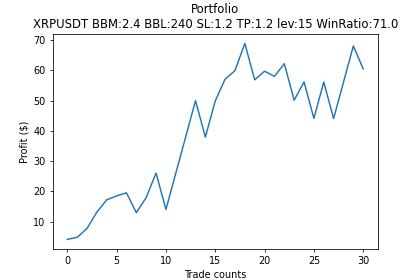 Portfolio
XRPUSDT BBM:2.4 BBL:240 SL:1.2 TP:1.2 lev:15 WinRatio:71.0
70
60
50
40
30
20
10
Profit ($)
0 5 10 15 20 25 30
Trade counts